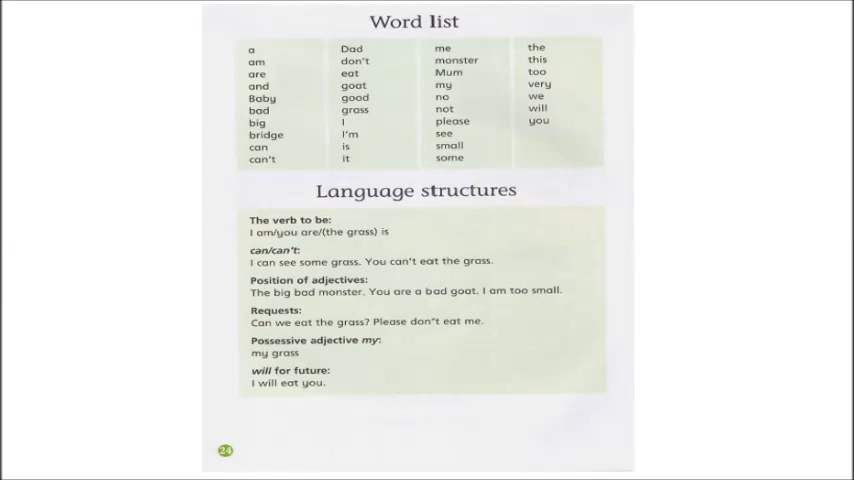 Word list
a
am
are
and
Baby
bad
big
bridge
can
can't
Dad
don't
eat
goat
good
grass
I
I'm
is
it
me
monster
Mum
my
no
not
please
see
small
some
the
this
too
very
we
will
you
Language structures
The verb to be:
I am/you are/(the grass) is
can/can't:
I can see some grass. You can't eat the grass.
Position of adjectives:
The big bad monster. You are a bad goat. I am too small.
Requests:
Can we eat the grass? Please don't eat me.
Possessive adjective my:
my grass
will for future:
I will eat you.
24